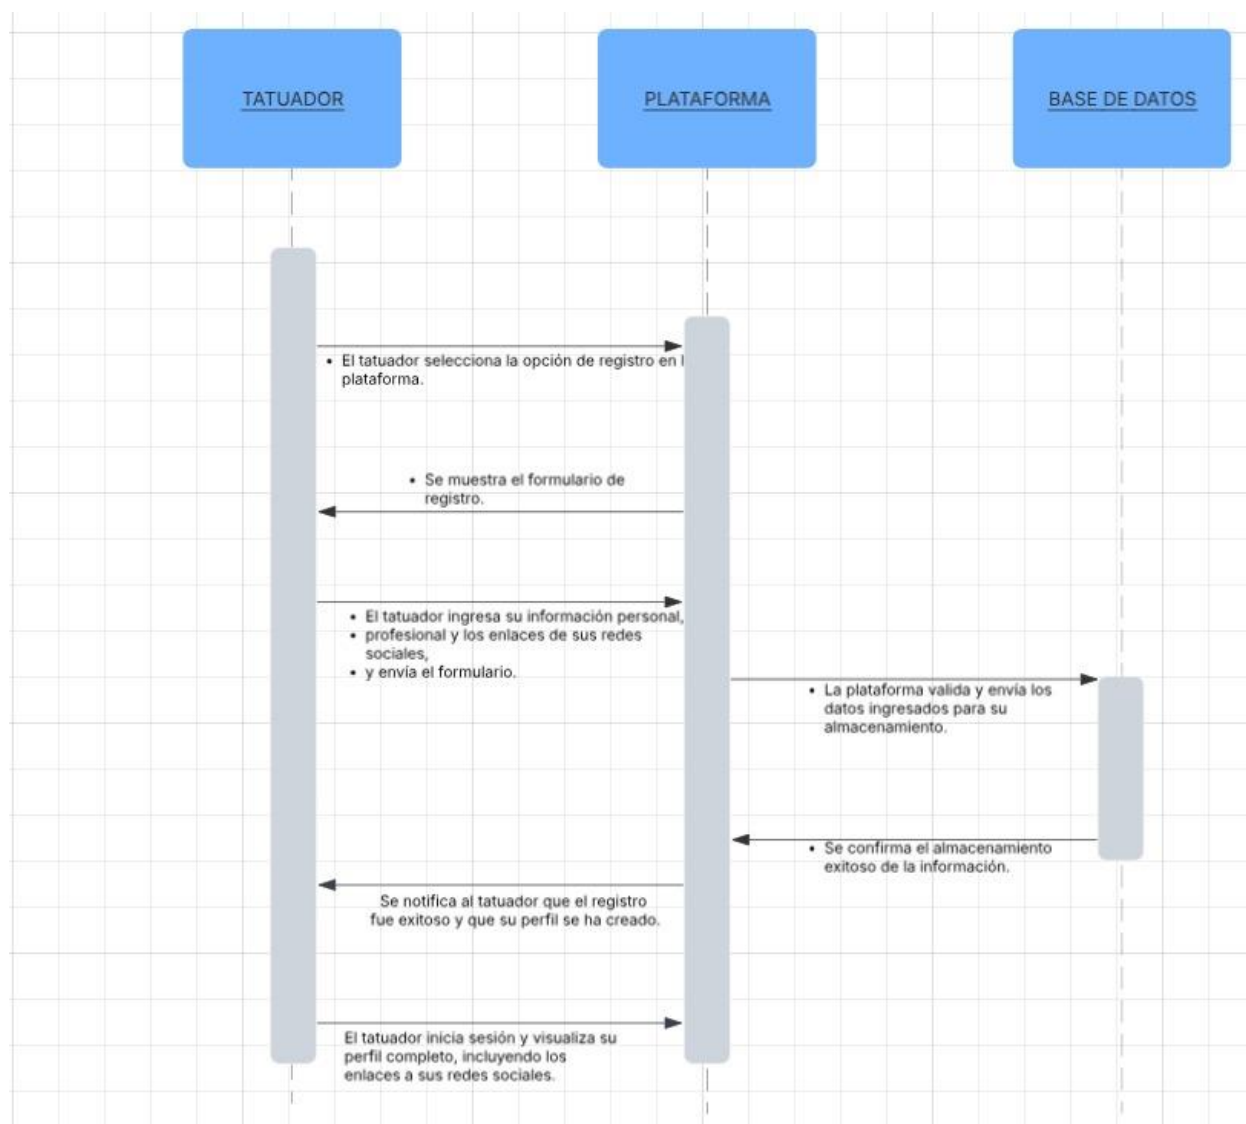 TATUADOR
PLATAFORMA
BASE DE DATOS
• El tatuador selecciona la opción de registro en l
plataforma.
• Se muestra el formulario de
registro.
• El tatuador ingresa su información personal,
• profesional y los enlaces de sus redes
sociales,
• y envía el formulario.
• La plataforma valida y envía los
datos ingresados para su
almacenamiento.
• Se confirma el almacenamiento
exitoso de la información.
Se notifica al tatuador que el registro
fue exitoso y que su perfil se ha creado.
El tatuador inicia sesión y visualiza su
perfil completo, incluyendo los
enlaces a sus redes sociales.